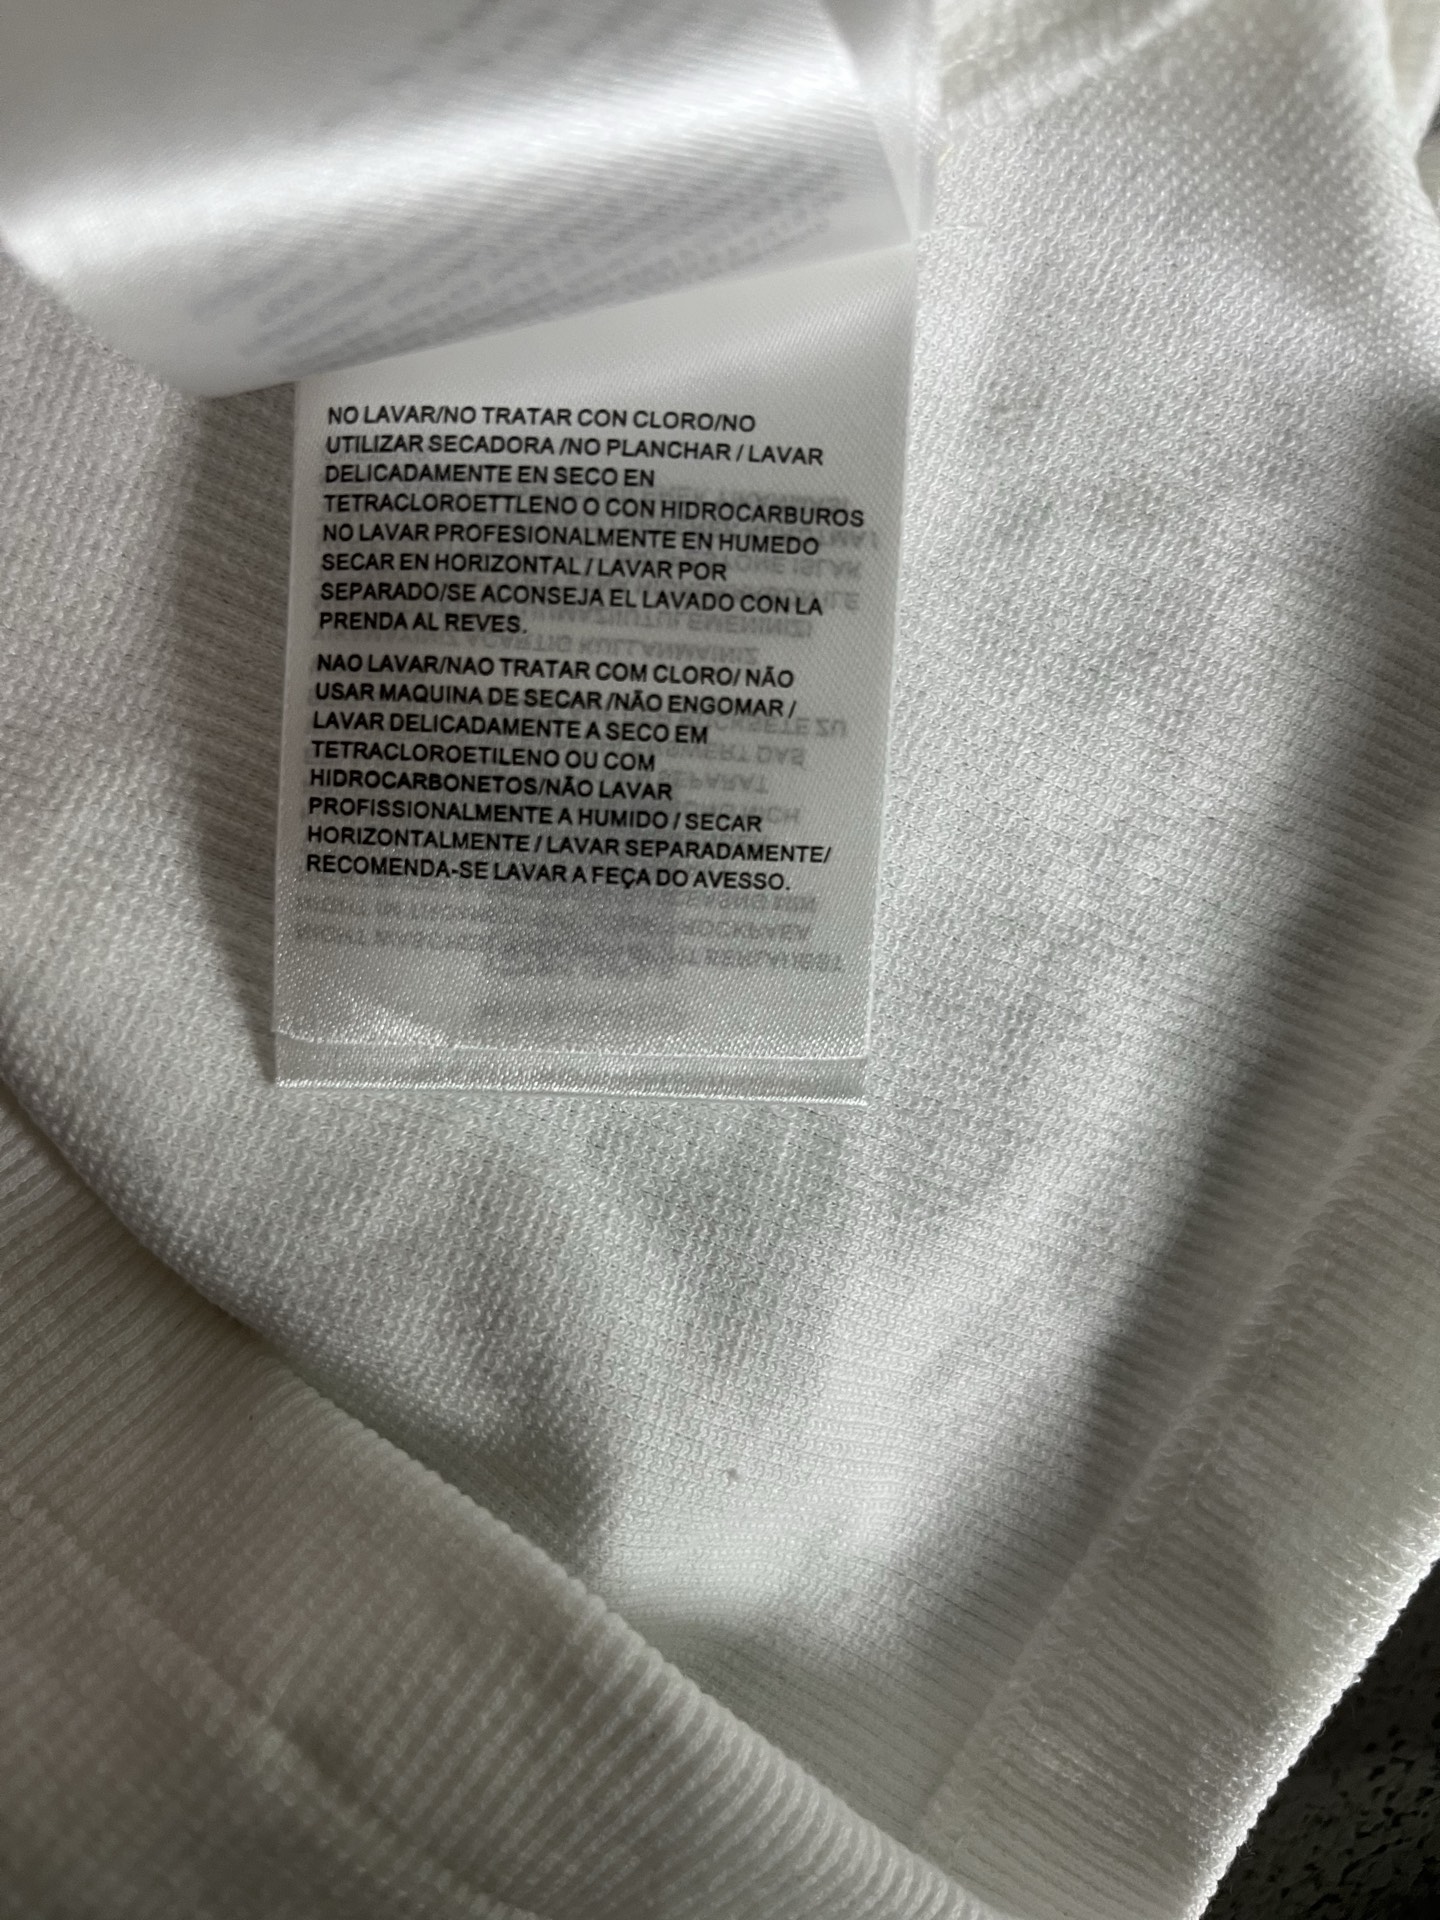 NO LAVAR/NO TRATAR CON CLORO/NO
UTILIZAR SECADORA /NO PLANCHAR / LAVAR
DELICADAMENTE EN SECO EN
TETRACLOROETTLENO O CON HIDROCARBUROS
NO LAVAR PROFESIONALMENTE EN HUMEDO
SECAR EN HORIZONTAL / LAVAR POR
SEPARADO/SE ACONSEJA EL LAVADO CON LA
PRENDA AL REVES.
NAO LAVAR/NAO TRATAR COM CLORO/ NÃO
USAR MAQUINA DE SECAR /NÃO ENGOMAR /
LAVAR DELICADAMENTE A SECO EM
TETRACLOROETILENO OU COM
HIDROCARBONETOS/NÃO LAVAR
PROFISSIONALMENTE A HUMIDO / SECAR
HORIZONTALMENTE / LAVAR SEPARADAMENTE/
RECOMENDA-SE LAVAR A FEÇA DO AVESSO.